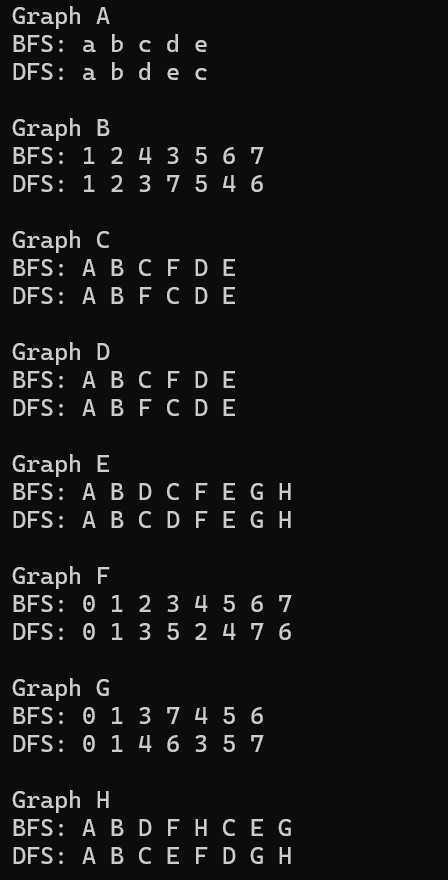 Graph A
BFS: a b c d e
DFS: a b d e c
Graph B
BFS: 1 2 4 3 5 6 7
DFS: 1 2 3 7 5 4 6
Graph C
BFS: A B C F D E
DFS: A B F C D E
Graph D
BFS: A B C F D E
DFS: A B F C D E
Graph E
BFS: A B D C F E G H
DFS: A B C D F E G H
Graph F
BFS: 0 1 2 3 4 5 6 7
DFS: 0 1 3 5 2 4 7 6
Graph G
BFS: 0 1 3 7 4 5 6
DFS: 0 1 4 6 3 5 7
Graph H
BFS: A B D F H C E G
DFS: A B C E F D G H